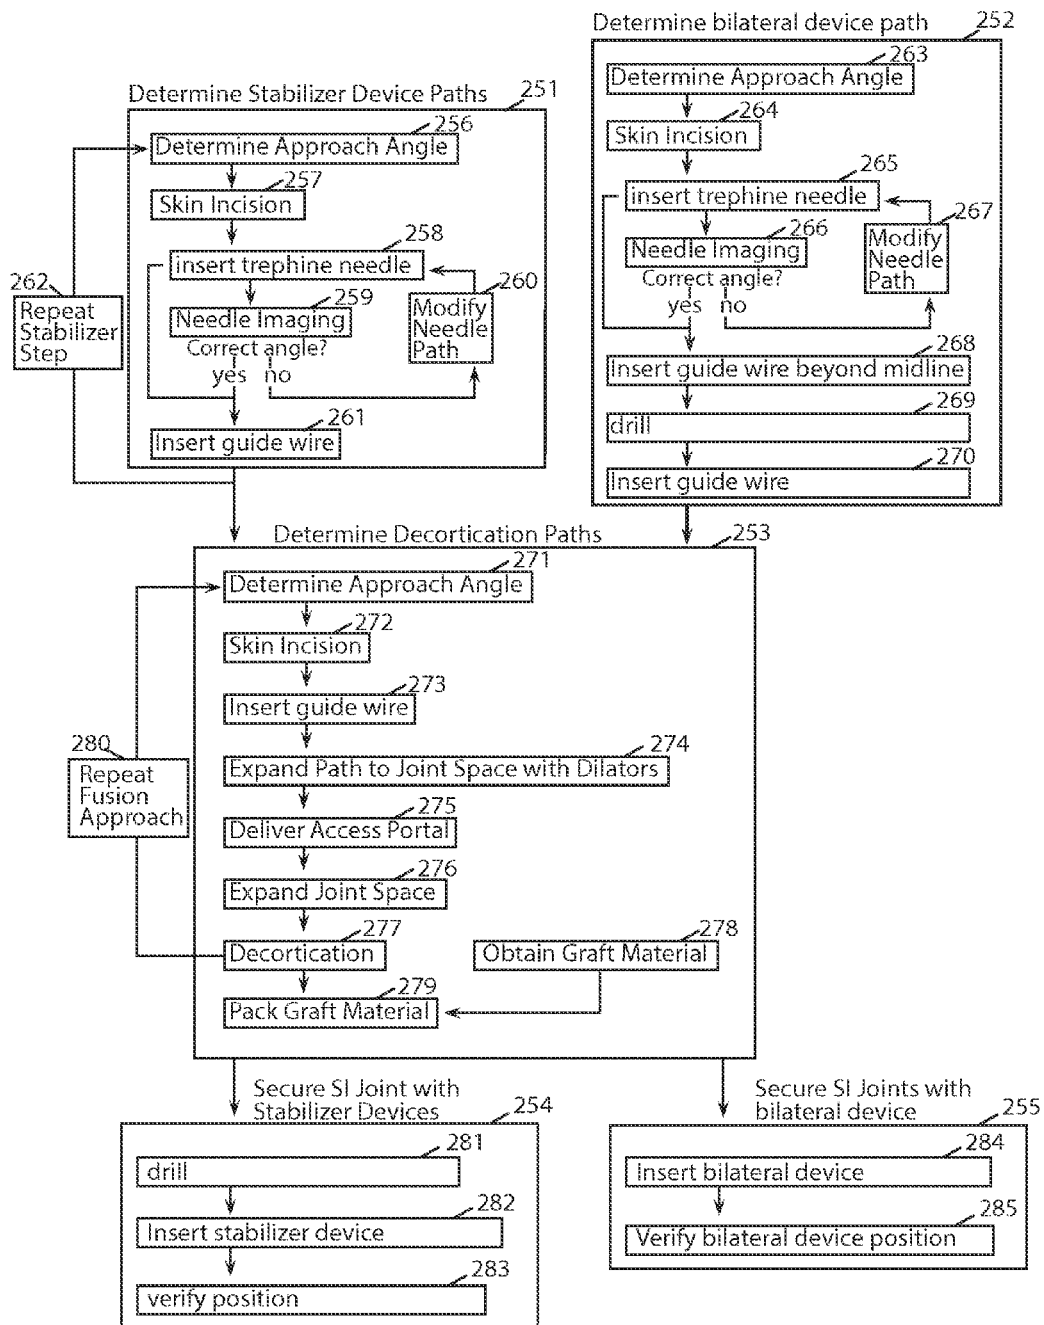 Determine bilateral device path
252
263
Determine Approach Angle
264
Skin Incision
265
insert trephine needle
266
Needle Imaging
Correct angle?
yes no
267
Modify
Needle
Path
268
Insert guide wire beyond midline
269
drill
270
Insert guide wire
Determine Stabilizer Device Paths
251
256
Determine Approach Angle
257
Skin Incision
258
insert trephine needle
259
Needle Imaging
Correct angle?
yes no
260
Modify
Needle
Path
261
Insert guide wire
262
Repeat
Stabilizer
Step
Determine Decortication Paths
253
271
Determine Approach Angle
272
Skin Incision
273
Insert guide wire
274
Expand Path to Joint Space with Dilators
275
Deliver Access Portal
276
Expand Joint Space
277
Decortication
278
Obtain Graft Material
279
Pack Graft Material
280
Repeat
Fusion
Approach
Secure SI Joint with
Stabilizer Devices
254
281
drill
282
Insert stabilizer device
283
verify position
Secure SI Joints with
bilateral device
255
284
Insert bilateral device
285
Verify bilateral device position